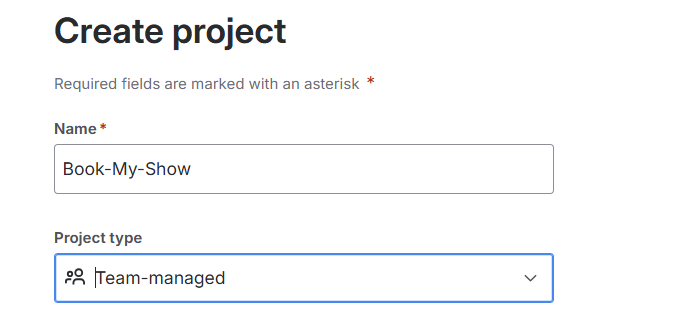 Create project
Required fields are marked with an asterisk *
Name *
Book-My-Show
Project type
Team-managed